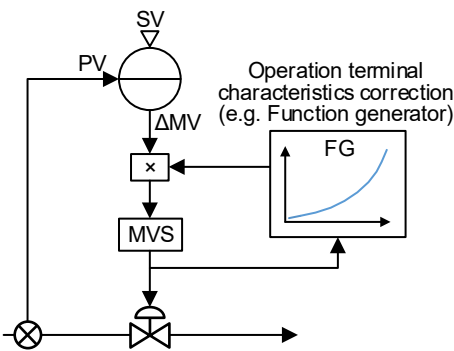 SV
PV
Operation terminal
characteristics correction
(e.g. Function generator)
ΔMV
FG
×
MVS